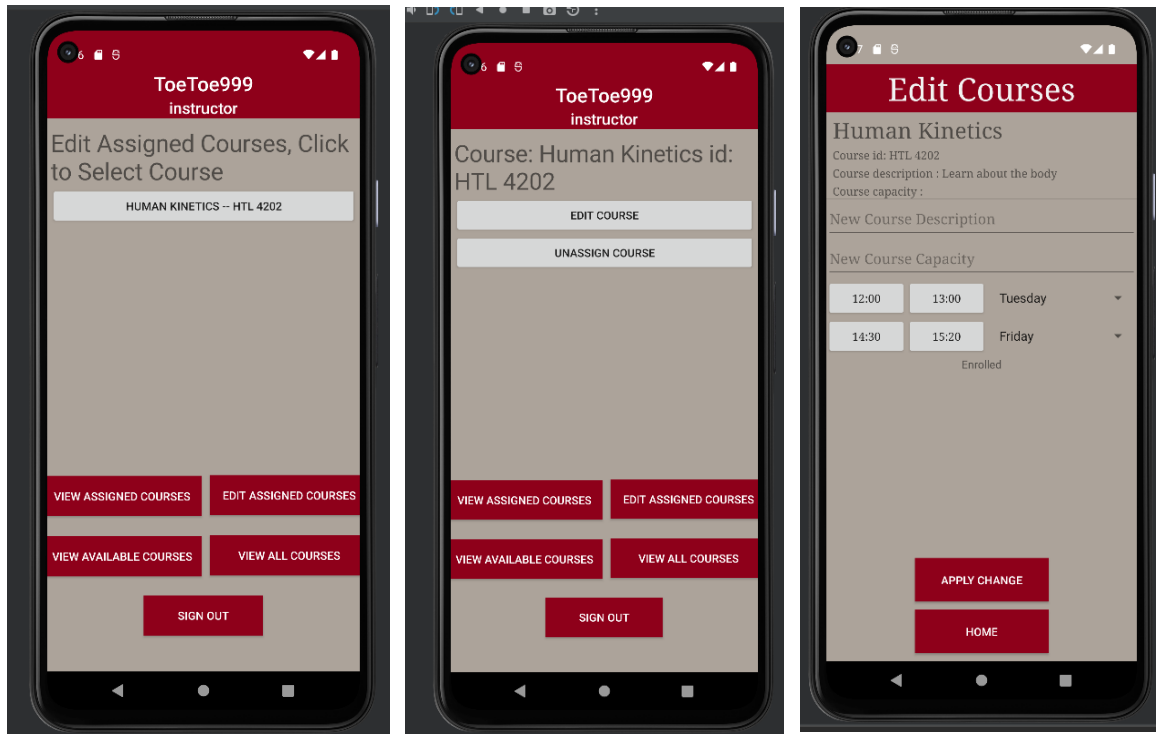 6
ToeToe999
instructor
Edit Assigned Courses, Click
to Select Course
HUMAN KINETICS -- HTL 4202
VIEW ASSIGNED COURSES
EDIT ASSIGNED COURSES
VIEW AVAILABLE COURSES
VIEW ALL COURSES
SIGN OUT
6
ToeToe999
instructor
Course: Human Kinetics id:
HTL 4202
EDIT COURSE
UNASSIGN COURSE
VIEW ASSIGNED COURSES
EDIT ASSIGNED COURSES
VIEW AVAILABLE COURSES
VIEW ALL COURSES
SIGN OUT
7
Edit Courses
Human Kinetics
Course id: HTL 4202
Course description : Learn about the body
Course capacity :
New Course Description
New Course Capacity
12:00 13:00 Tuesday
14:30 15:20 Friday
Enrolled
APPLY CHANGE
HOME